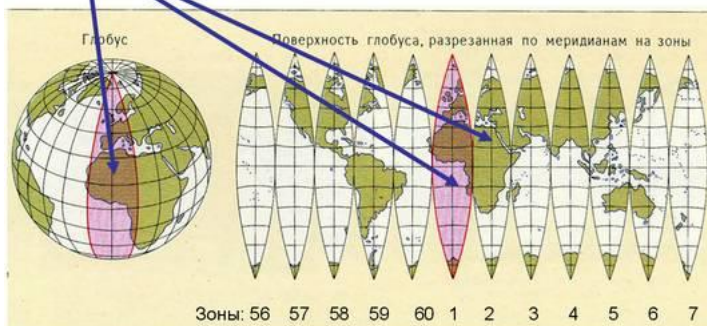 Глобус
Поверхность глобуса, разрезанная по меридианам на зоны
Зоны: 56 57 58 59 60 1 2 3 4 5 6 7